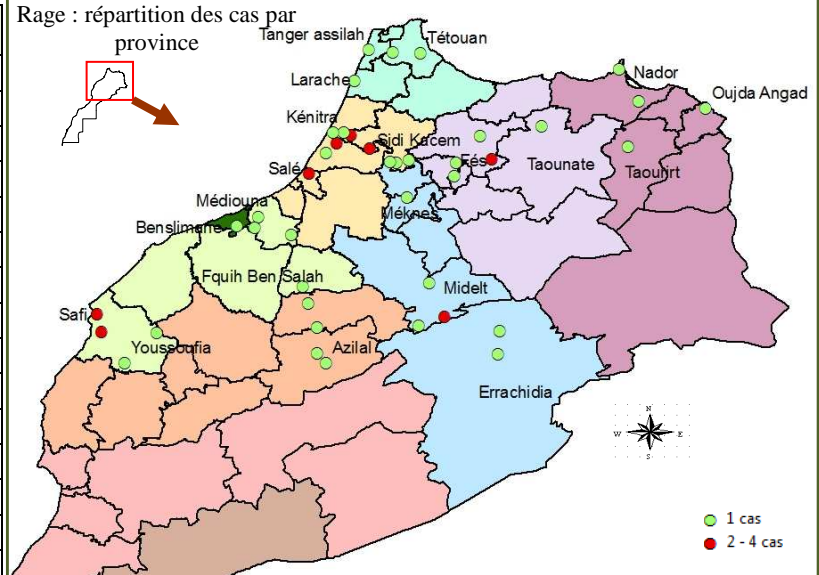 Rage : répartition des cas par
province
Tanger assilah
Tétouan
Larache
Nador
Oujda Angad
Kénitra
Sidi Kacem
Fés
Taounate
Taourirt
Salé
Médiouna
Méknes
Benslimane
Fquih Ben Salah
Midelt
Safi
Youssoufia
Azilal
Errachidia
N
W E
S
1 cas
2 - 4 cas